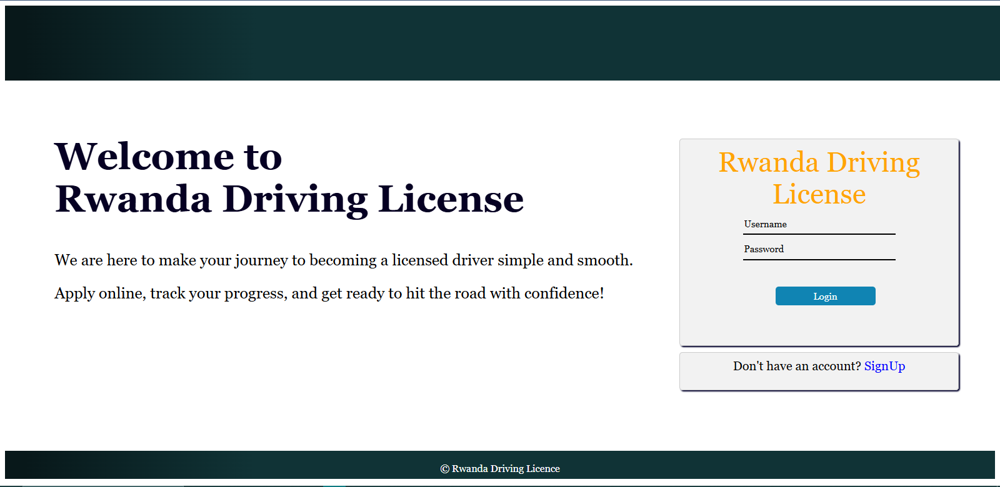 Welcome to
Rwanda Driving License
We are here to make your journey to becoming a licensed driver simple and smooth.
Apply online, track your progress, and get ready to hit the road with confidence!
Rwanda Driving
License
Username
Password
Login
Don't have an account? SignUp
© Rwanda Driving Licence